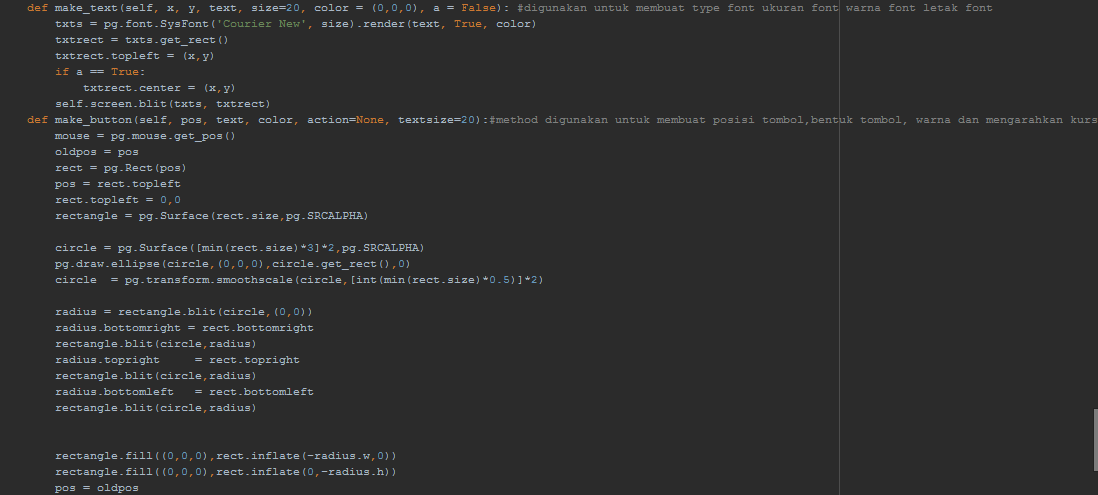 def make_text(self, x, y, text, size=20, color = (0,0,0), a = False): #digunakan untuk membuat type font ukuran font warna font letak font
txts = pg.font.SysFont('Courier New', size).render(text, True, color)
txtrect = txts.get_rect()
txtrect.topleft = (x,y)
if a == True:
txtrect.center = (x,y)
self.screen.blit(txts, txtrect)
def make_button(self, pos, text, color, action=None, textsize=20):#method digunakan untuk membuat posisi tombol,bentuk tombol, warna dan mengarahkan kurs
mouse = pg.mouse.get_pos()
oldpos = pos
rect = pg.Rect(pos)
pos = rect.topleft
rect.topleft = 0,0
rectangle = pg.Surface(rect.size,pg.SRCALPHA)
circle = pg.Surface([min(rect.size)*3]*2,pg.SRCALPHA)
pg.draw.ellipse(circle,(0,0,0),circle.get_rect(),0)
circle  = pg.transform.smoothscale(circle,[int(min(rect.size)*0.5)]*2)
radius = rectangle.blit(circle,(0,0))
radius.bottomright = rect.bottomright
rectangle.blit(circle,radius)
radius.topright     = rect.topright
rectangle.blit(circle,radius)
radius.bottomleft   = rect.bottomleft
rectangle.blit(circle,radius)
rectangle.fill((0,0,0),rect.inflate(-radius.w,0))
rectangle.fill((0,0,0),rect.inflate(0,-radius.h))
pos = oldpos